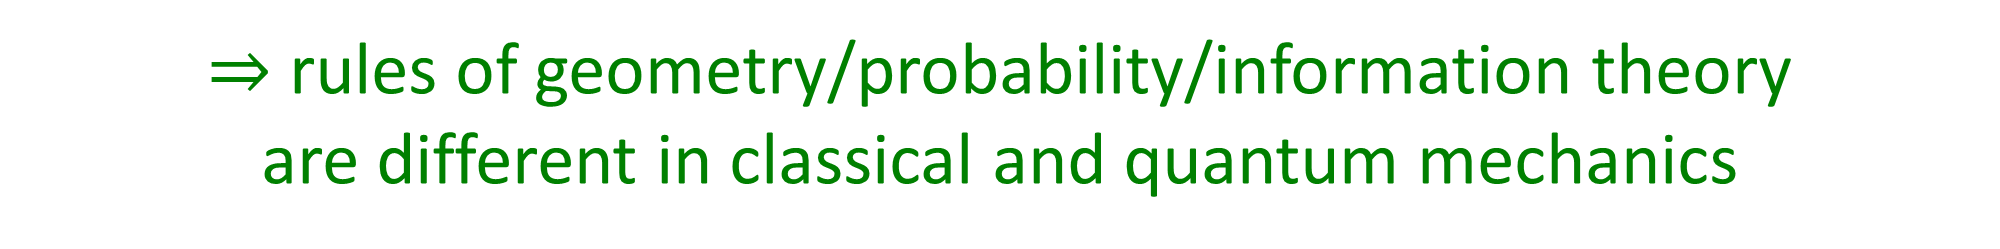 ⇒ rules of geometry/probability/information theory
are different in classical and quantum mechanics